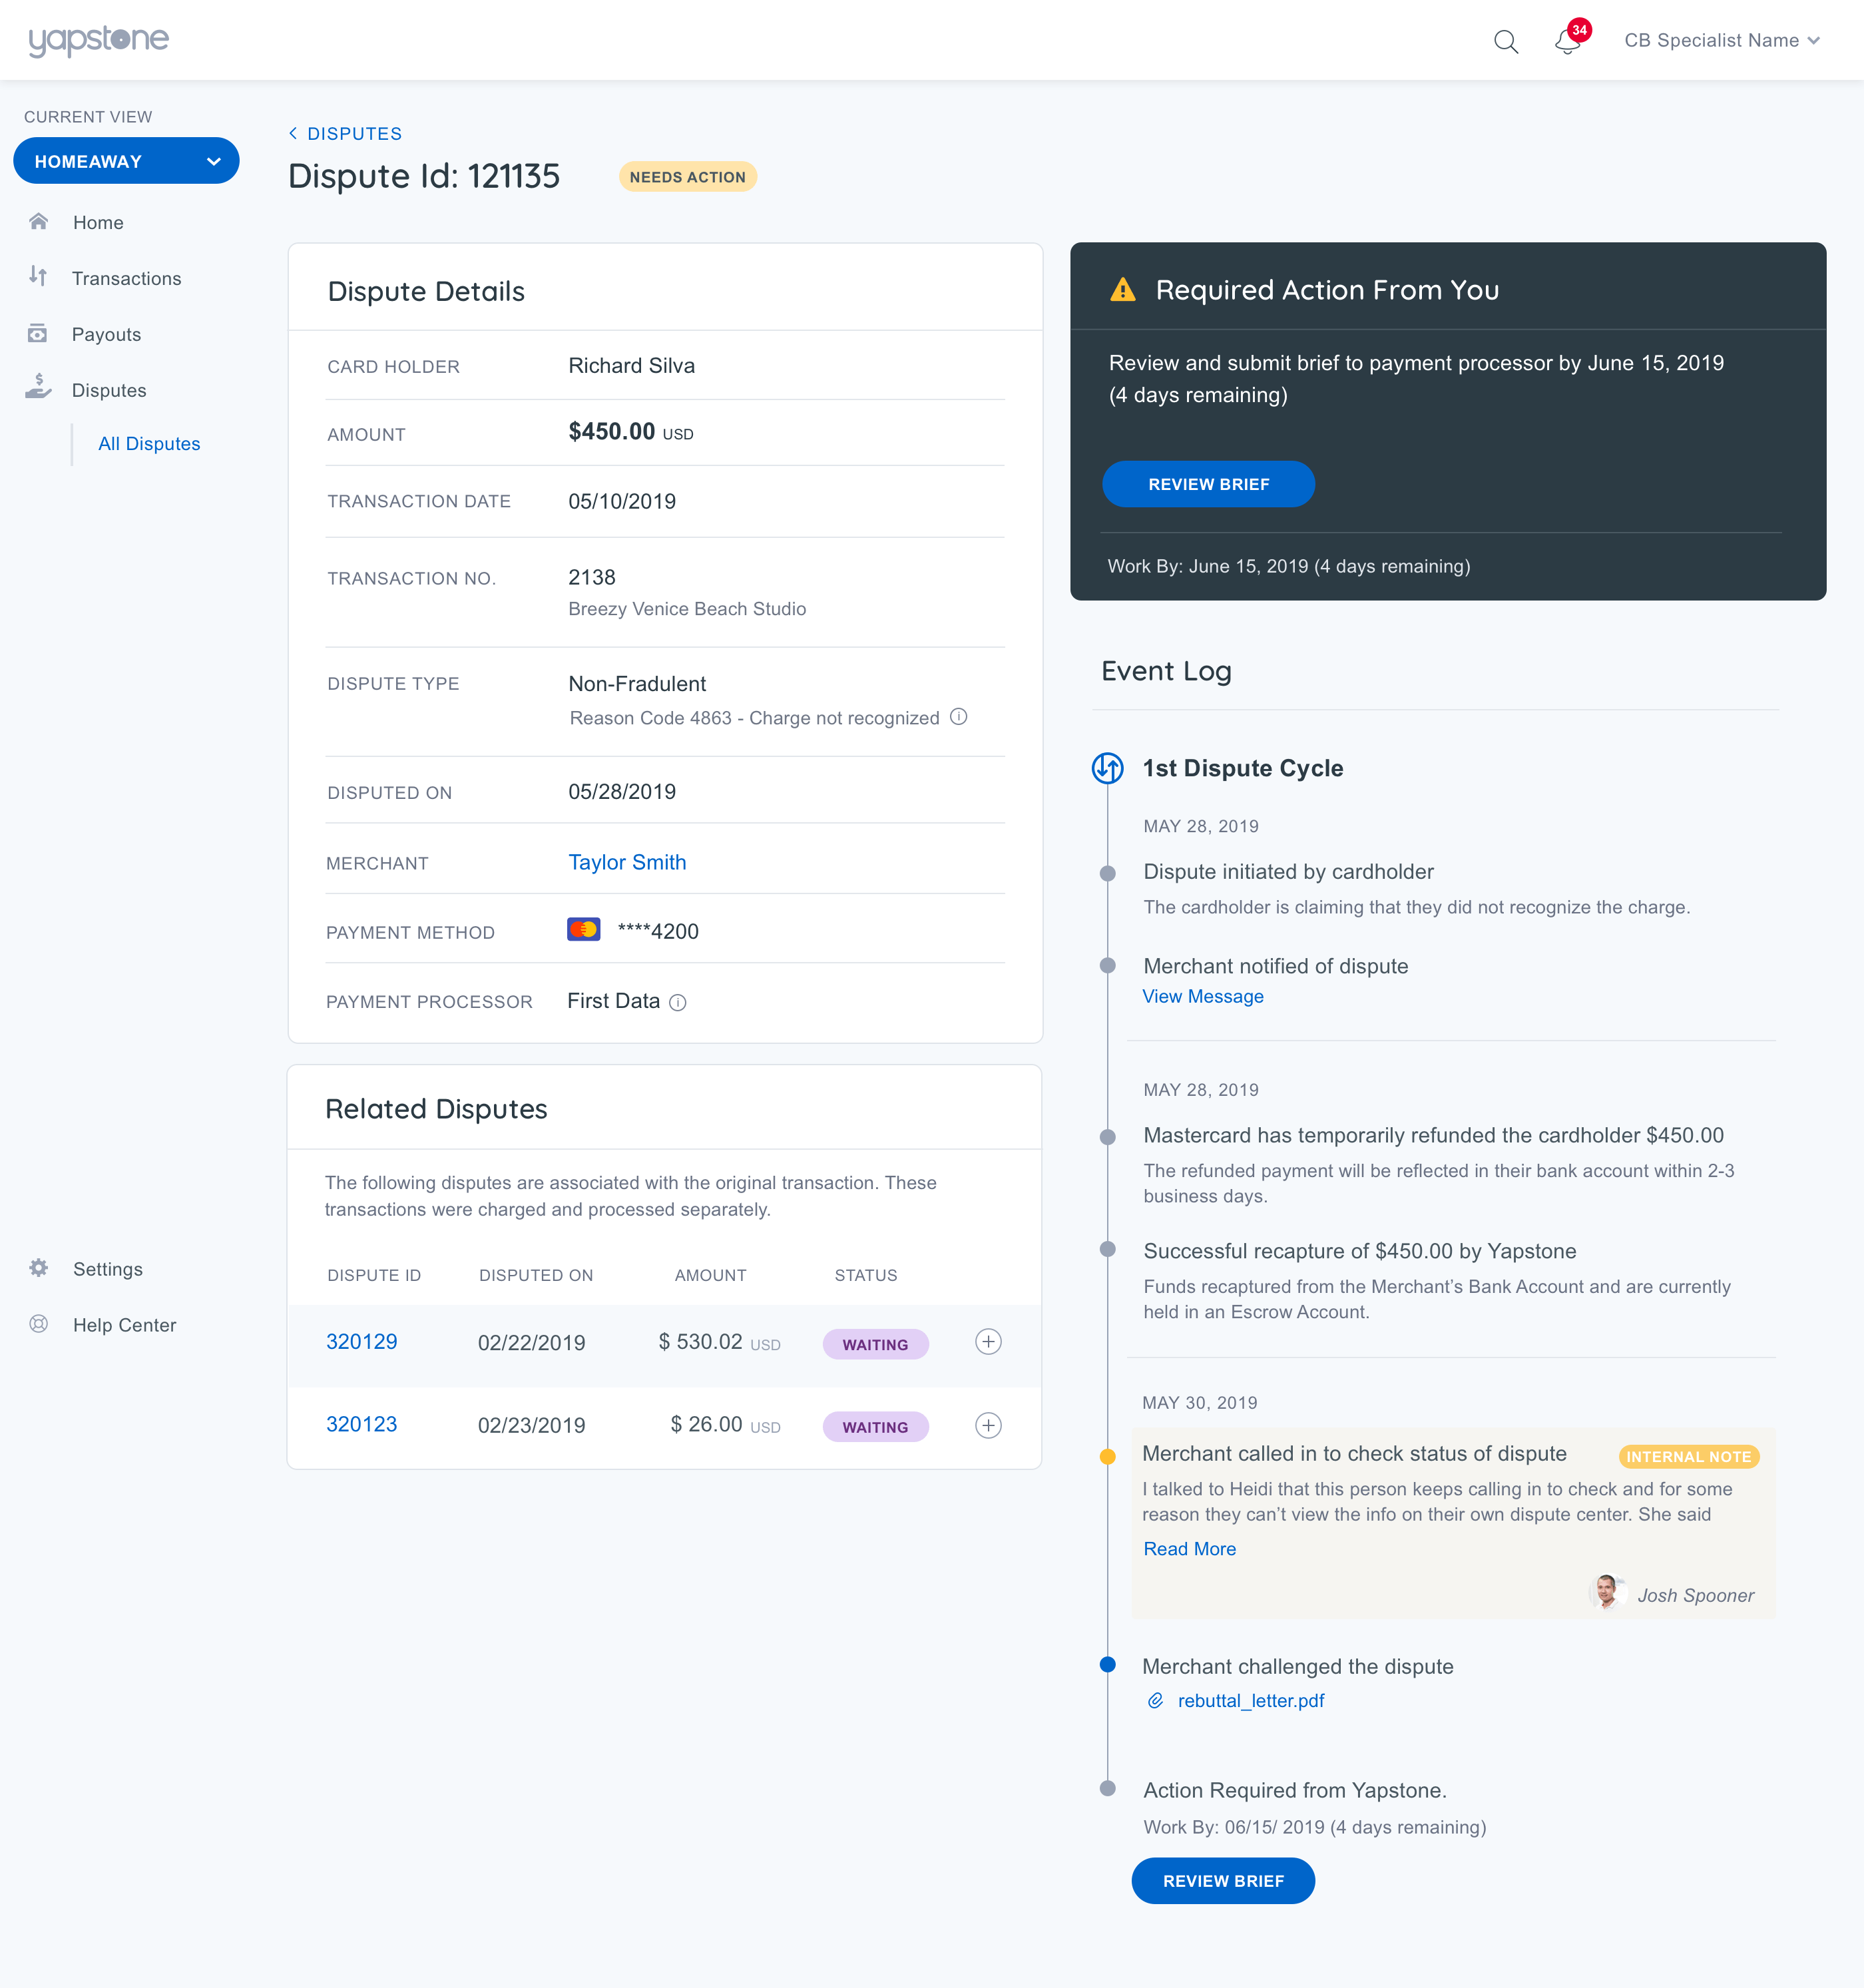 yapstone
34
CB Specialist Name
CURRENT VIEW
HOMEAWAY
Home
Transactions
Payouts
Disputes
All Disputes
Settings
Help Center
DISPUTES
Dispute Id: 121135
NEEDS ACTION
Dispute Details
CARD HOLDER Richard Silva
AMOUNT $450.00 USD
TRANSACTION DATE 05/10/2019
TRANSACTION NO. 2138
Breezy Venice Beach Studio
DISPUTE TYPE Non-Fradulent
Reason Code 4863 - Charge not recognized
DISPUTED ON 05/28/2019
MERCHANT Taylor Smith
PAYMENT METHOD ****4200
PAYMENT PROCESSOR First Data
Related Disputes
The following disputes are associated with the original transaction. These
transactions were charged and processed separately.
DISPUTE ID DISPUTED ON AMOUNT STATUS
320129 02/22/2019 $ 530.02 USD WAITING
320123 02/23/2019 $ 26.00 USD WAITING
Required Action From You
Review and submit brief to payment processor by June 15, 2019
(4 days remaining)
REVIEW BRIEF
Work By: June 15, 2019 (4 days remaining)
Event Log
1st Dispute Cycle
MAY 28, 2019
Dispute initiated by cardholder
The cardholder is claiming that they did not recognize the charge.
Merchant notified of dispute
View Message
MAY 28, 2019
Mastercard has temporarily refunded the cardholder $450.00
The refunded payment will be reflected in their bank account within 2-3
business days.
Successful recapture of $450.00 by Yapstone
Funds recaptured from the Merchant’s Bank Account and are currently
held in an Escrow Account.
MAY 30, 2019
Merchant called in to check status of dispute INTERNAL NOTE
I talked to Heidi that this person keeps calling in to check and for some
reason they can’t view the info on their own dispute center. She said
Read More
Josh Spooner
Merchant challenged the dispute
rebuttal_letter.pdf
Action Required from Yapstone.
Work By: 06/15/ 2019 (4 days remaining)
REVIEW BRIEF